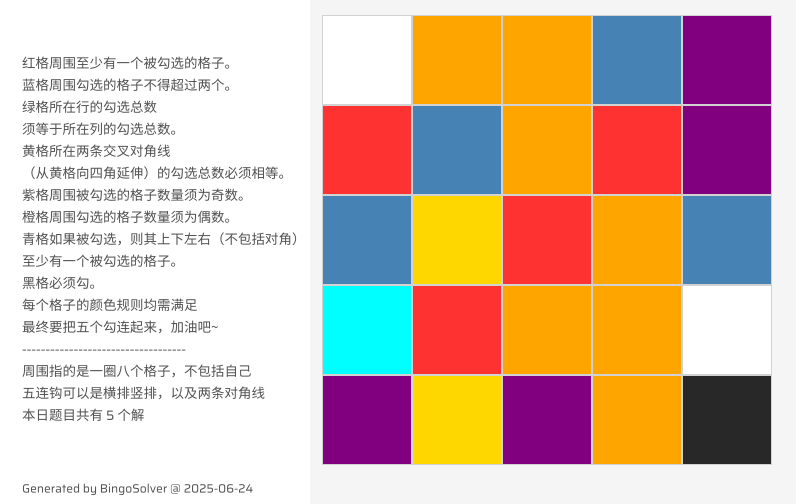 红格周围至少有一个被勾选的格子。
蓝格周围勾选的格子不得超过两个。
绿格所在行的勾选总数
须等于所在列的勾选总数。
黄格所在两条交叉对角线
（从黄格向四角延伸）的勾选总数必须相等。
紫格周围被勾选的格子数量须为奇数。
橙格周围勾选的格子数量须为偶数。
青格如果被勾选，则其上下左右（不包括对角）
至少有一个被勾选的格子。
黑格必须勾。
每个格子的颜色规则均需满足
最终要把五个勾连起来，加油吧~
----------------------------------
周围指的是一圈八个格子，不包括自己
五连钩可以是横排竖排，以及两条对角线
本日题目共有 5 个解
Generated by BingoSolver @ 2025-06-24